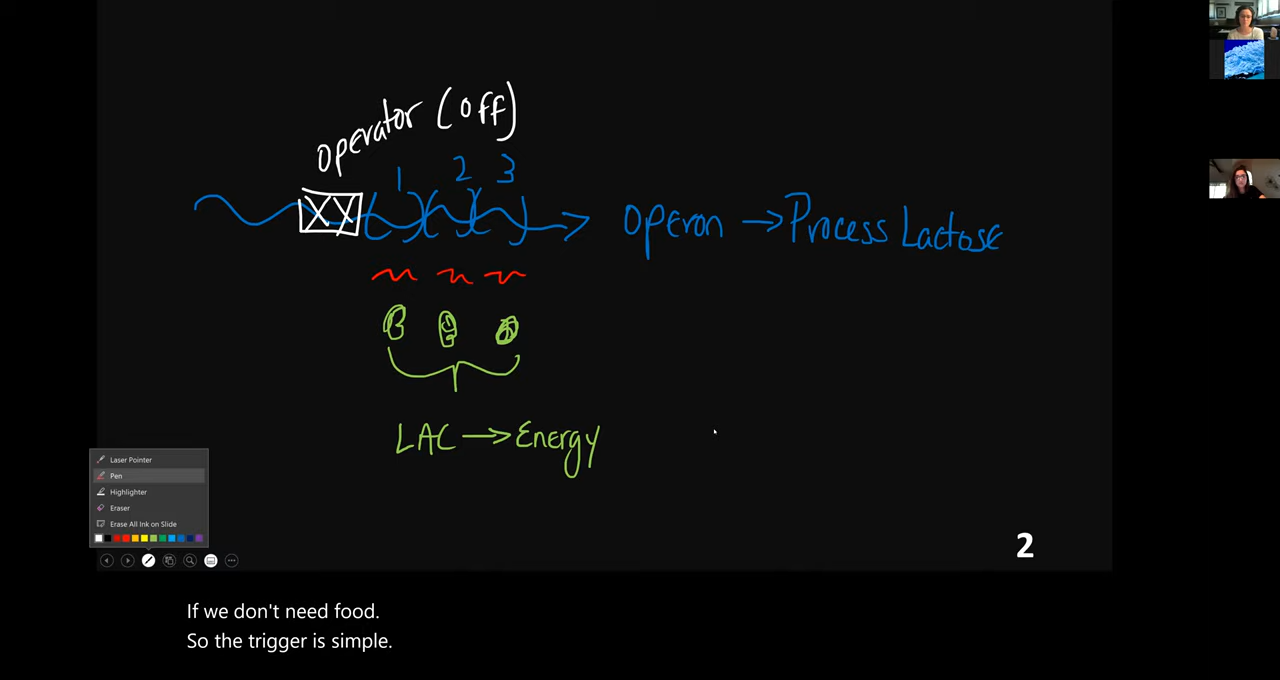 operator (off)
1 2 3
XX
operon → Process Lactose
LAC → Energy
Laser Pointer
Pen
Highlighter
Eraser
Erase All Ink on Slide
2
If we don't need food.
So the trigger is simple.